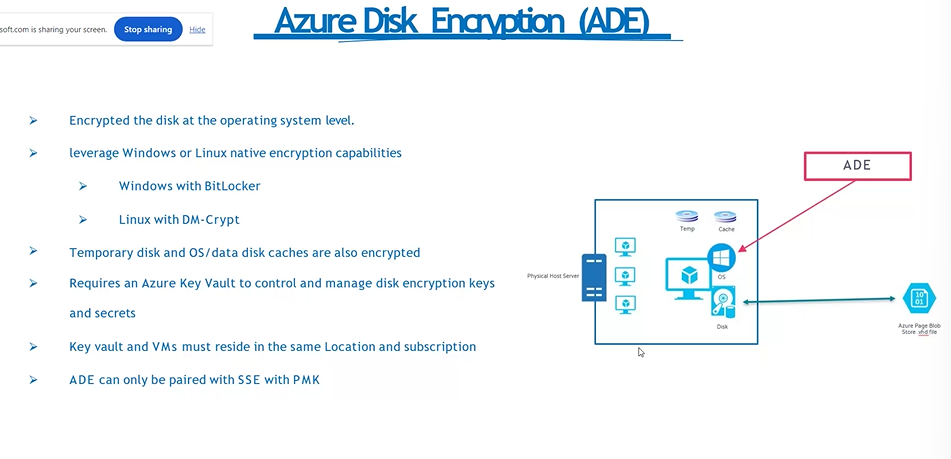 Azure Disk Encryption (ADE)
soft.com is sharing your screen. Stop sharing Hide
Encrypted the disk at the operating system level.
leverage Windows or Linux native encryption capabilities
Windows with BitLocker
Linux with DM-Crypt
Temporary disk and OS/data disk caches are also encrypted
Requires an Azure Key Vault to control and manage disk encryption keys
and secrets
Key vault and VMs must reside in the same Location and subscription
ADE can only be paired with SSE with PMK
ADE
Temp
Cache
OS
Physical Host Server
10
01
Disk
10
01
Azure Page Blob
Store .vhd file